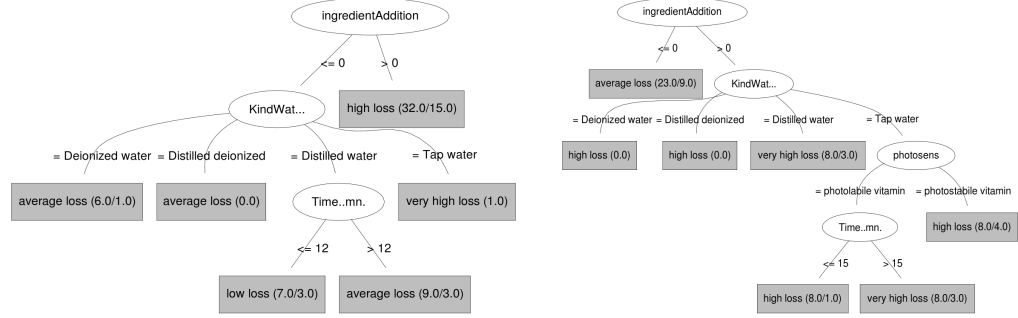 ingredientAddition
<= 0
> 0
KindWat...
high loss (32.0/15.0)
= Deionized water
= Distilled deionized
= Distilled water
= Tap water
average loss (6.0/1.0)
average loss (0.0)
Time..mn.
very high loss (1.0)
<= 12
> 12
low loss (7.0/3.0)
average loss (9.0/3.0)
ingredientAddition
<= 0
> 0
average loss (23.0/9.0)
KindWat...
= Deionized water
= Distilled deionized
= Distilled water
= Tap water
high loss (0.0)
high loss (0.0)
very high loss (8.0/3.0)
photosens
= photolabile vitamin
= photostabile vitamin
Time..mn.
high loss (8.0/4.0)
<= 15
> 15
high loss (8.0/1.0)
very high loss (8.0/3.0)